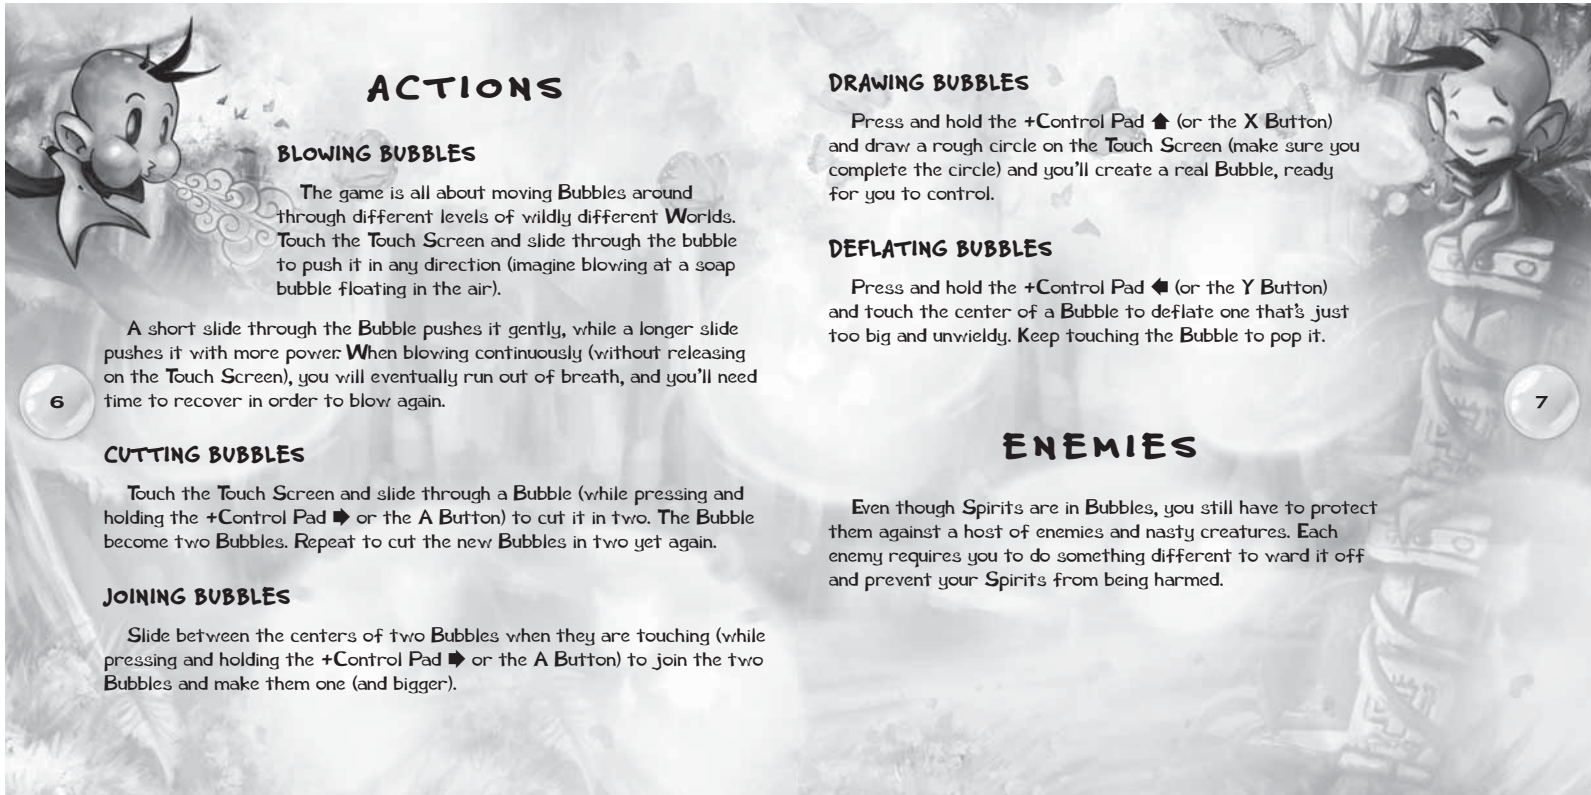 ACTIONS
BLOWING BUBBLES
The game is all about moving Bubbles around
through different levels of wildly different Worlds.
Touch the Touch Screen and slide through the bubble
to push it in any direction (imagine blowing at a soap
bubble floating in the air).
A short slide through the Bubble pushes it gently, while a longer slide
pushes it with more power. When blowing continuously (without releasing
on the Touch Screen), you will eventually run out of breath, and you'll need
time to recover in order to blow again.
6
CUTTING BUBBLES
Touch the Touch Screen and slide through a Bubble (while pressing and
holding the +Control Pad 🡆 or the A Button) to cut it in two. The Bubble
become two Bubbles. Repeat to cut the new Bubbles in two yet again.
JOINING BUBBLES
Slide between the centers of two Bubbles when they are touching (while
pressing and holding the +Control Pad 🡆 or the A Button) to join the two
Bubbles and make them one (and bigger).
DRAWING BUBBLES
Press and hold the +Control Pad 🡅 (or the X Button)
and draw a rough circle on the Touch Screen (make sure you
complete the circle) and you'll create a real Bubble, ready
for you to control.
DEFLATING BUBBLES
Press and hold the +Control Pad 🡄 (or the Y Button)
and touch the center of a Bubble to deflate one that's just
too big and unwieldy. Keep touching the Bubble to pop it.
7
ENEMIES
Even though Spirits are in Bubbles, you still have to protect
them against a host of enemies and nasty creatures. Each
enemy requires you to do something different to ward it off
and prevent your Spirits from being harmed.